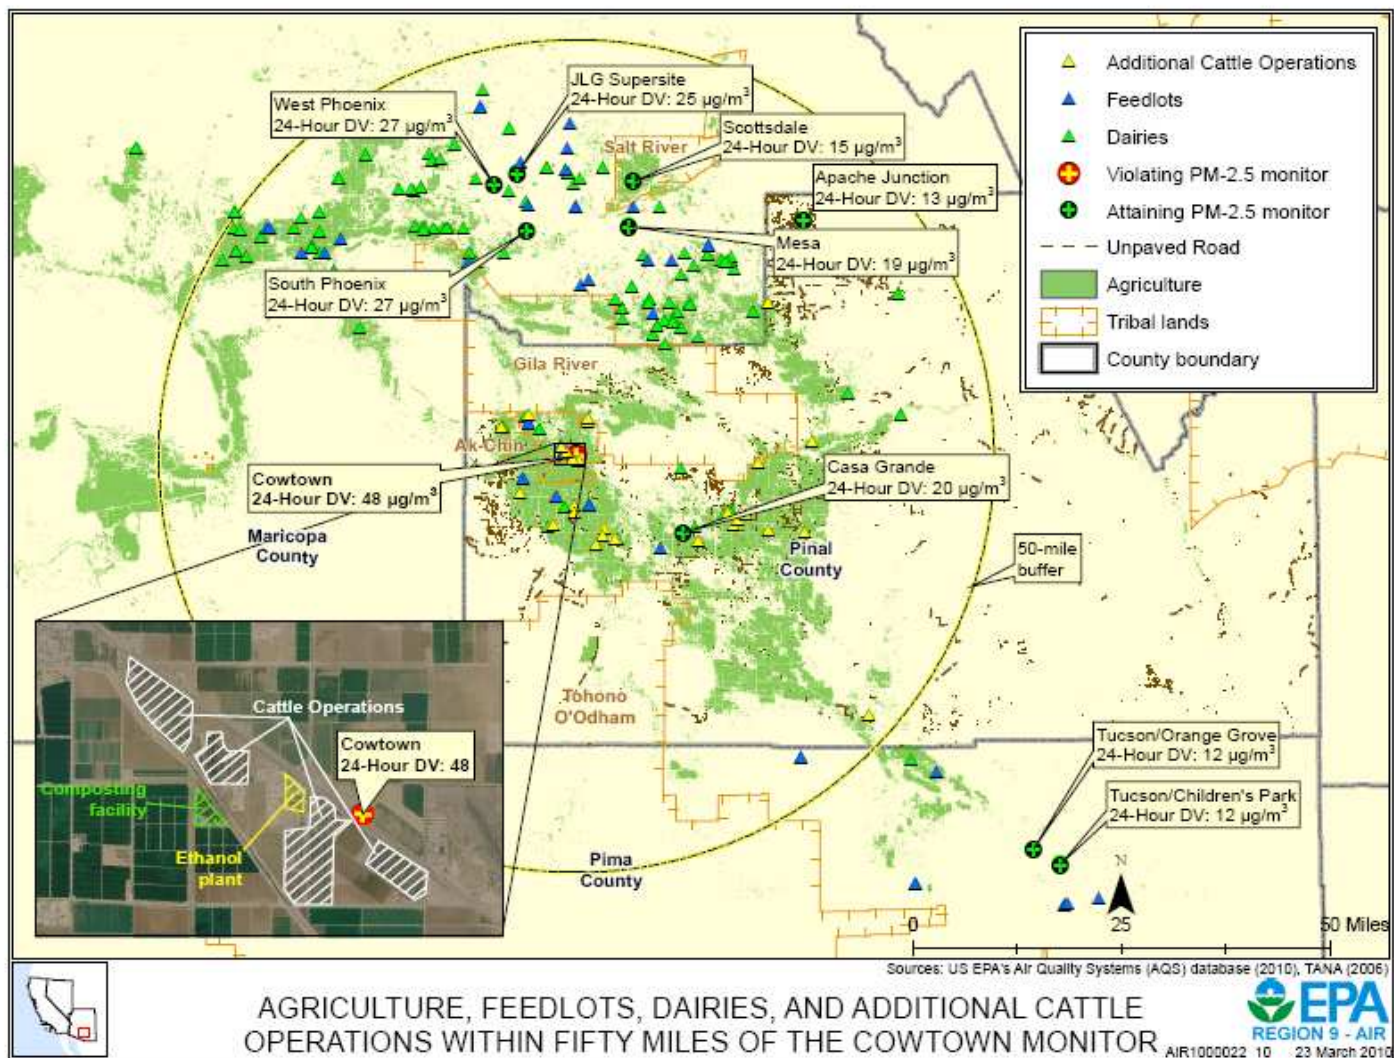 JLG Supersite
24-Hour DV: 25 µg/m³
West Phoenix
24-Hour DV: 27 µg/m³
Scottsdale
24-Hour DV: 15 µg/m³
Salt River
Apache Junction
24-Hour DV: 13 µg/m³
Mesa
24-Hour DV: 19 µg/m³
South Phoenix
24-Hour DV: 27 µg/m³
Additional Cattle Operations
Feedlots
Dairies
Violating PM-2.5 monitor
Attaining PM-2.5 monitor
Unpaved Road
Agriculture
Tribal lands
County boundary
Gila River
Ak-Chin
Cowtown
24-Hour DV: 48 µg/m³
Casa Grande
24-Hour DV: 20 µg/m³
Maricopa
County
Pinal
County
50-mile
buffer
Tohono
O'Odham
Cattle Operations
Cowtown
24-Hour DV: 48
Composting
facility
Ethanol
plant
Pima
County
Tucson/Orange Grove
24-Hour DV: 12 µg/m³
Tucson/Children's Park
24-Hour DV: 12 µg/m³
N
0 25 50 Miles
Sources: US EPA's Air Quality Systems (AQS) database (2010), TANA (2006)
AGRICULTURE, FEEDLOTS, DAIRIES, AND ADDITIONAL CATTLE
OPERATIONS WITHIN FIFTY MILES OF THE COWTOWN MONITOR
EPA
REGION 9 - AIR
AIR1000022_10 23 March 2010